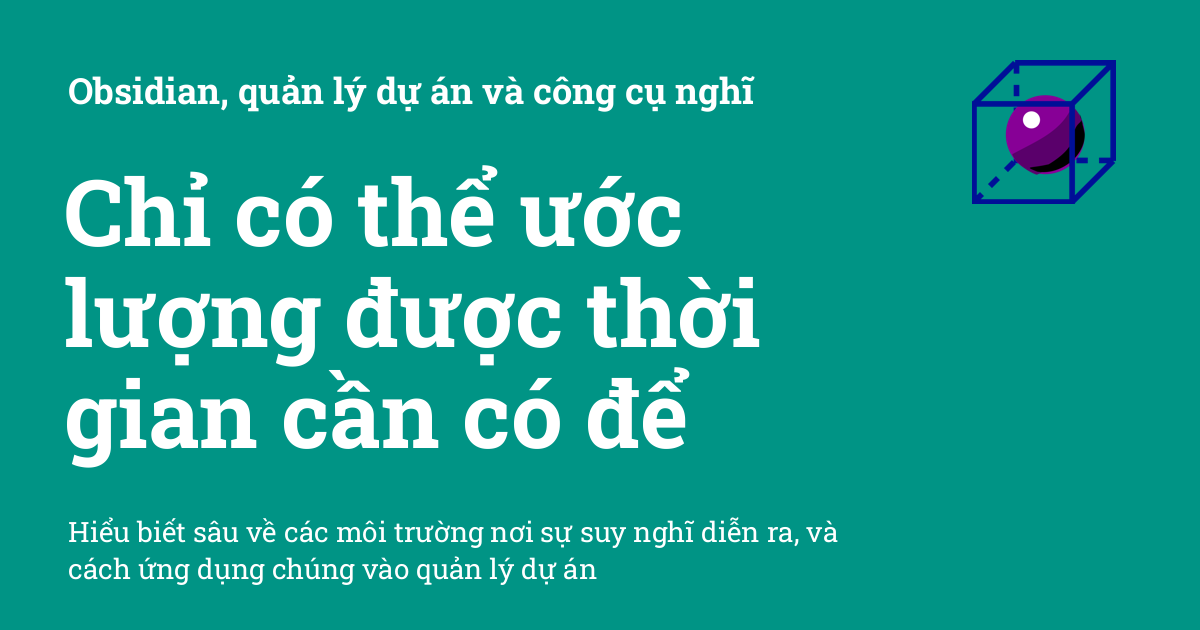 Obsidian, quản lý dự án và công cụ nghĩ
Chỉ có thể ước
lượng được thời
gian cần có để
Hiểu biết sâu về các môi trường nơi sự suy nghĩ diễn ra, và
cách ứng dụng chúng vào quản lý dự án